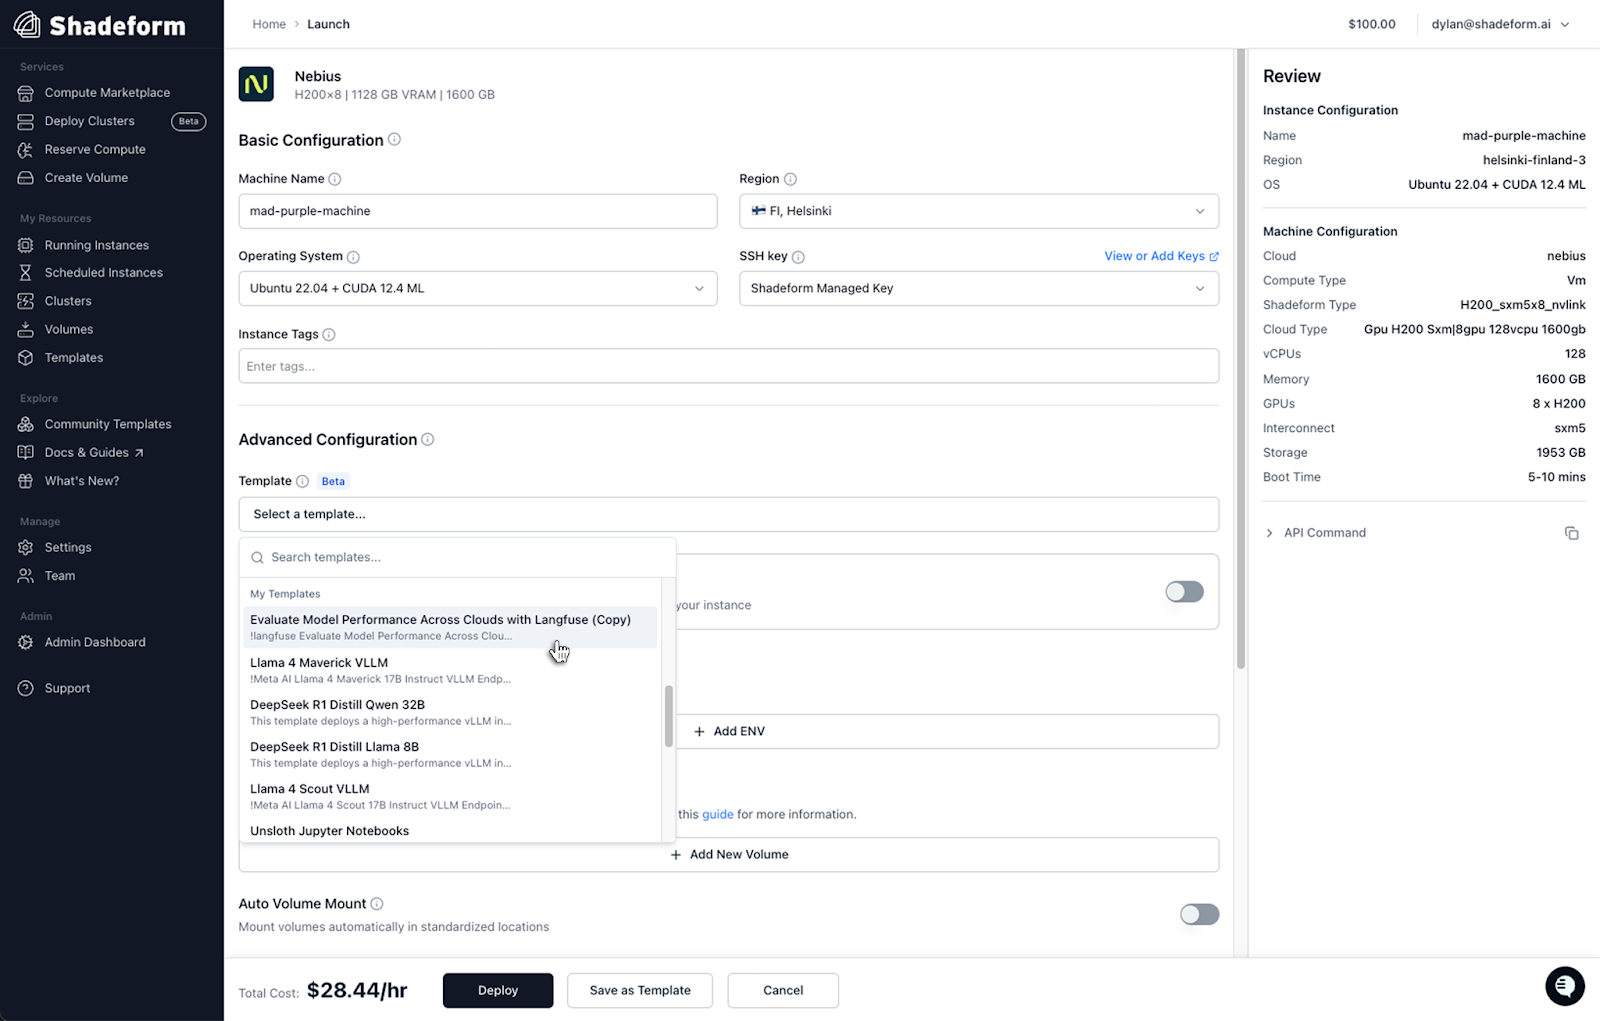 Shadeform
Services
Compute Marketplace
Deploy Clusters
Beta
Reserve Compute
Create Volume
My Resources
Running Instances
Scheduled Instances
Clusters
Volumes
Templates
Explore
Community Templates
Docs & Guides
What's New?
Manage
Settings
Team
Admin
Admin Dashboard
Support
Home > Launch
$100.00
dylan@shadeform.ai
Nebius
H200×8 | 1128 GB VRAM | 1600 GB
Basic Configuration
Machine Name
mad-purple-machine
Region
FI, Helsinki
Operating System
Ubuntu 22.04 + CUDA 12.4 ML
SSH key
View or Add Keys
Shadeform Managed Key
Instance Tags
Enter tags...
Advanced Configuration
Template
Beta
Select a template...
Search templates...
My Templates
Evaluate Model Performance Across Clouds with Langfuse (Copy)
!langfuse Evaluate Model Performance Across Clou...
Llama 4 Maverick VLLM
!Meta AI Llama 4 Maverick 17B Instruct VLLM Endp...
DeepSeek R1 Distill Qwen 32B
This template deploys a high-performance vLLM in...
DeepSeek R1 Distill Llama 8B
This template deploys a high-performance vLLM in...
Llama 4 Scout VLLM
!Meta AI Llama 4 Scout 17B Instruct VLLM Endpoin...
Unsloth Jupyter Notebooks
your instance
+ Add ENV
this guide for more information.
+ Add New Volume
Auto Volume Mount
Mount volumes automatically in standardized locations
Total Cost: $28.44/hr
Deploy
Save as Template
Cancel
Review
Instance Configuration
Name mad-purple-machine
Region helsinki-finland-3
OS Ubuntu 22.04 + CUDA 12.4 ML
Machine Configuration
Cloud nebius
Compute Type Vm
Shadeform Type H200_sxm5x8_nvlink
Cloud Type Gpu H200 Sxm|8gpu 128vcpu 1600gb
vCPUs 128
Memory 1600 GB
GPUs 8 x H200
Interconnect sxm5
Storage 1953 GB
Boot Time 5-10 mins
API Command